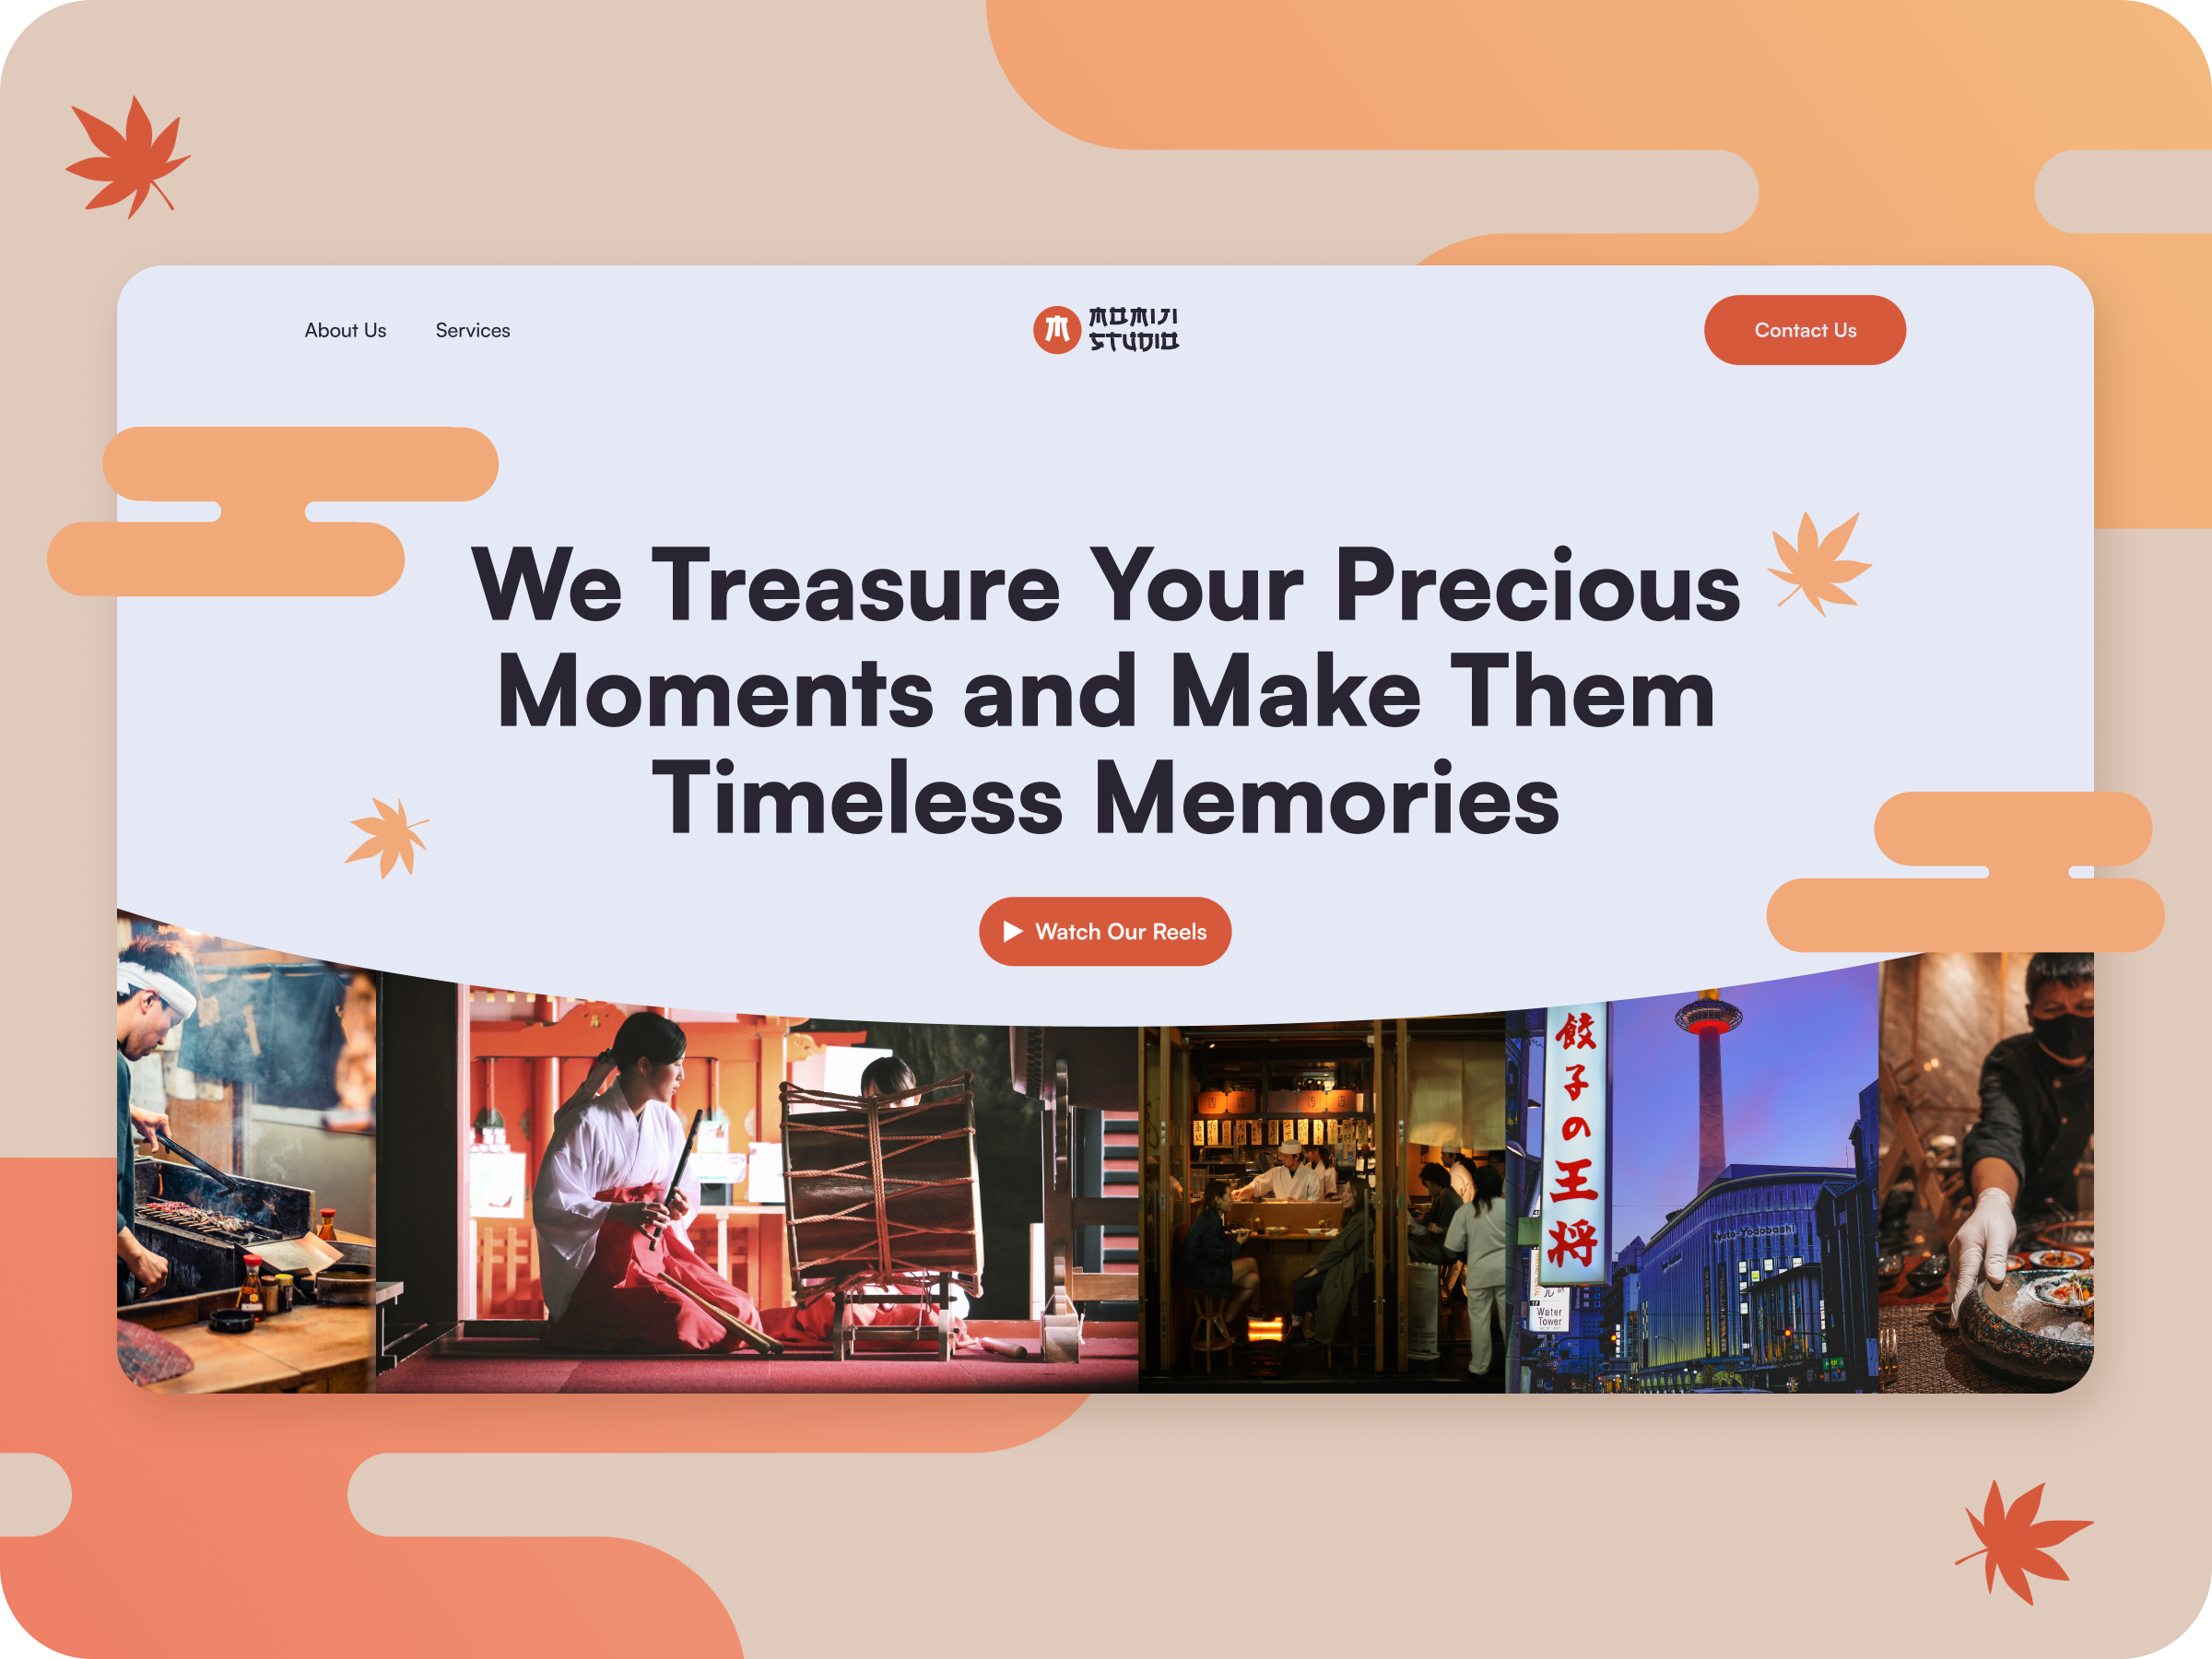 About Us
Services
MOMIJI
STUDIO
Contact Us
We Treasure Your Precious
Moments and Make Them
Timeless Memories
Watch Our Reels
餃子の王将
Kyoto-Yodobashi
Water
Tower